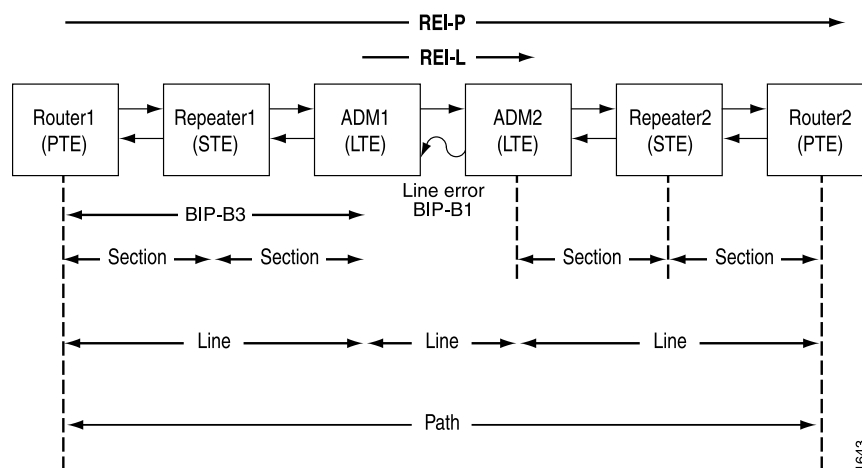 REI-P
REI-L
Router1
(PTE)
Repeater1
(STE)
ADM1
(LTE)
ADM2
(LTE)
Repeater2
(STE)
Router2
(PTE)
Line error
BIP-B1
BIP-B3
Section
Section
Section
Section
Line
Line
Line
Path